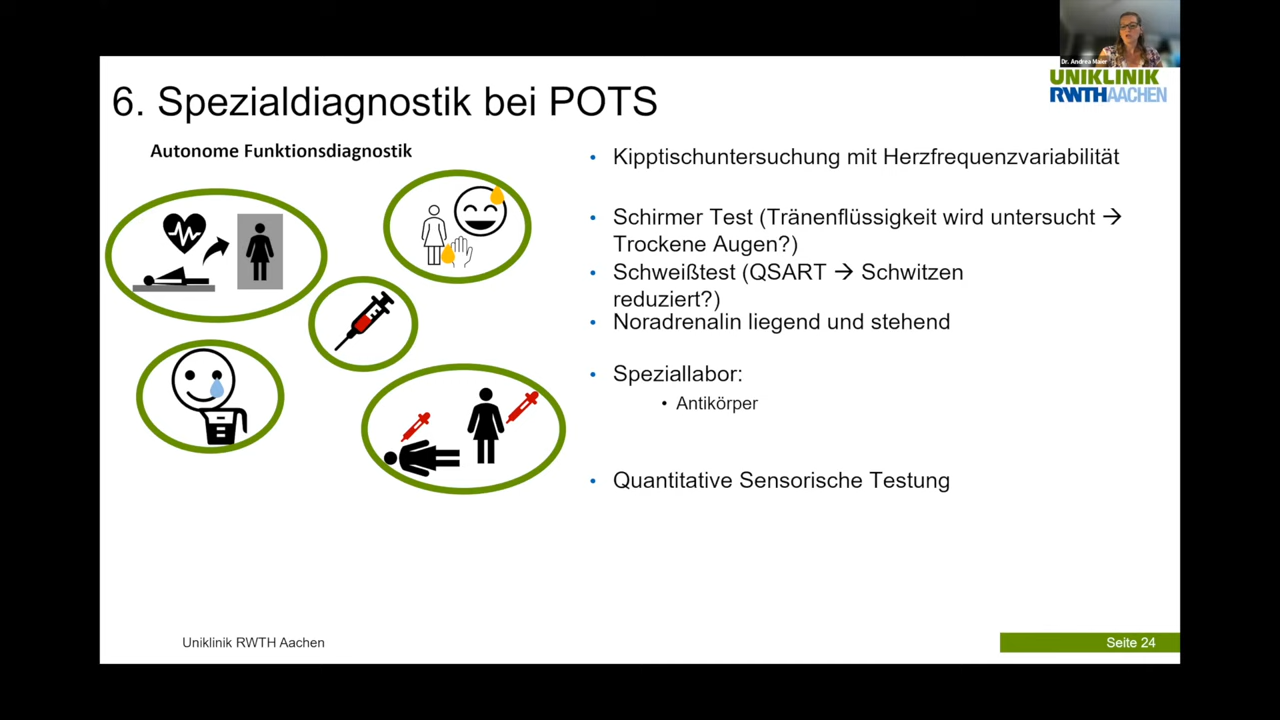 Dr. Andrea Maier
UNIKLINIK
RWTHAACHEN
6. Spezialdiagnostik bei POTS
Autonome Funktionsdiagnostik
• Kipptischuntersuchung mit Herzfrequenzvariabilität
• Schirmer Test (Tränenflüssigkeit wird untersucht →
Trockene Augen?)
• Schweißtest (QSART → Schwitzen
reduziert?)
• Noradrenalin liegend und stehend
• Speziallabor:
• Antikörper
• Quantitative Sensorische Testung
Uniklinik RWTH Aachen
Seite 24